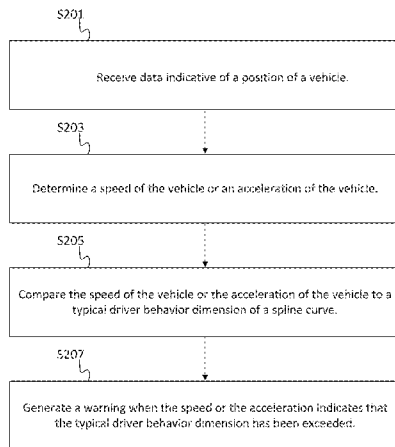 S201
Receive data indicative of a position of a vehicle.
S203
Determine a speed of the vehicle or an acceleration of the vehicle.
S205
Compare the speed of the vehicle or the acceleration of the vehicle to a
typical driver behavior dimension of a spline curve.
S207
Generate a warning when the speed or the acceleration indicates that
the typical driver behavior dimension has been exceeded.